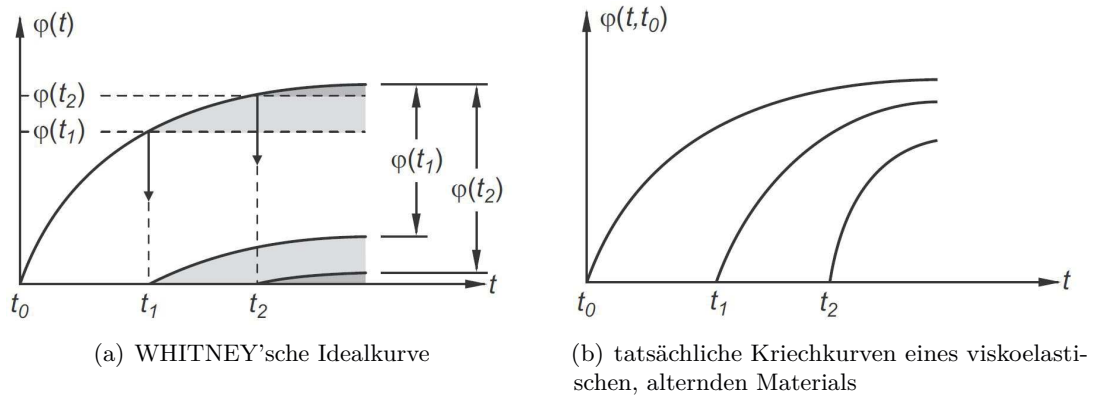 φ(t)
φ(t₂)
φ(t₁)
φ(t₁)
φ(t₂)
t
t₀
t₁
t₂
(a) WHITNEY'sche Idealkurve
φ(t,t₀)
t
t₀
t₁
t₂
(b) tatsächliche Kriechkurven eines viskoelasti-
schen, alternden Materials